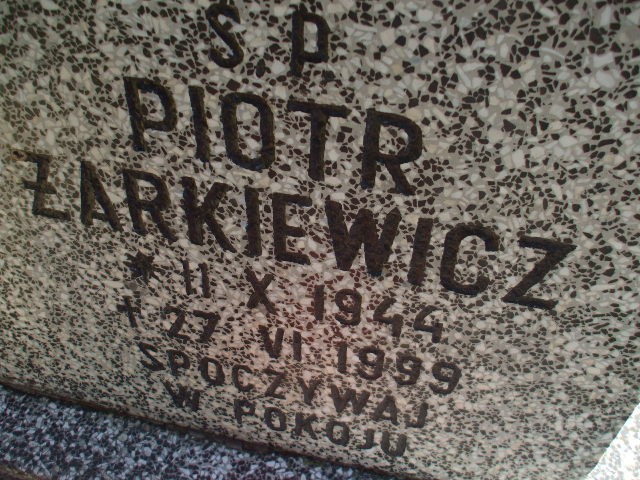 Ś P
PIOTR
ŻARKIEWICZ
* 11 X 1944
† 27 VI 1999
SPOCZYWAJ
W POKOJU